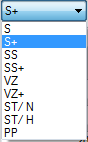 S+
S
S+
SS
SS+
VZ
VZ+
ST/ N
ST/ H
PP